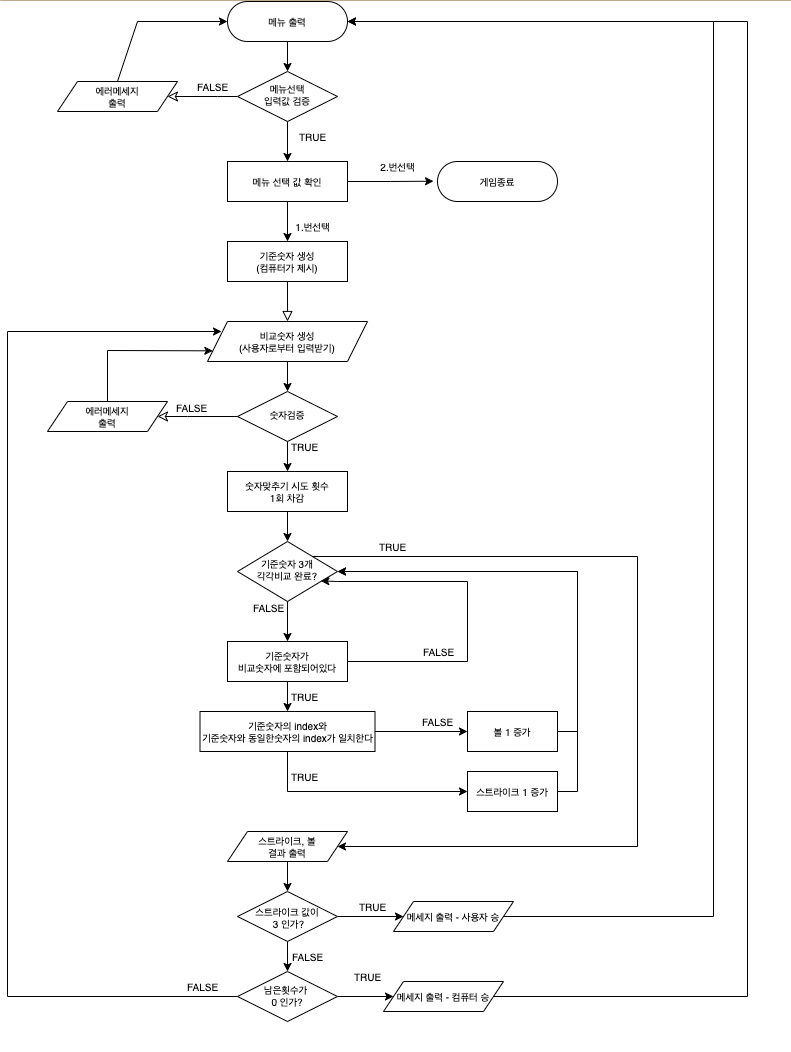 메뉴 출력
에러메세지
출력
FALSE
메뉴선택
입력값 검증
TRUE
메뉴 선택 값 확인
2.번선택
게임종료
1.번선택
기준숫자 생성
(컴퓨터가 제시)
비교숫자 생성
(사용자로부터 입력받기)
에러메세지
출력
FALSE
숫자검증
TRUE
숫자맞추기 시도 횟수
1회 차감
기준숫자 3개
각각비교 완료?
TRUE
FALSE
기준숫자가
비교숫자에 포함되어있다
FALSE
TRUE
기준숫자의 index와
기준숫자와 동일한숫자의 index가 일치한다
FALSE
볼 1 증가
TRUE
스트라이크 1 증가
스트라이크, 볼
결과 출력
스트라이크 값이
3 인가?
TRUE
메세지 출력 - 사용자 승
FALSE
남은횟수가
0 인가?
FALSE
TRUE
메세지 출력 - 컴퓨터 승